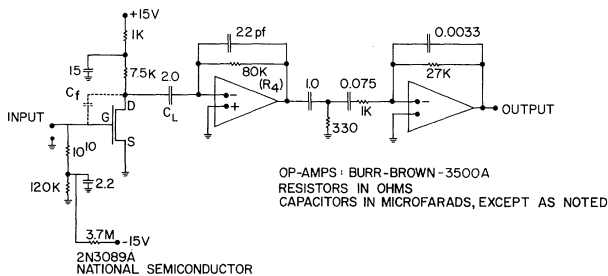 +15V
1K
15
7.5K
Cf
2.0
CL
22pf
80K
(R4)
-
+
1.0
0.075
1K
330
0.0033
27K
-
OUTPUT
INPUT
G
D
S
10^10
120K
2.2
3.7M
-15V
2N3089A
NATIONAL SEMICONDUCTOR
OP-AMPS: BURR-BROWN-3500A
RESISTORS IN OHMS
CAPACITORS IN MICROFARADS, EXCEPT AS NOTED